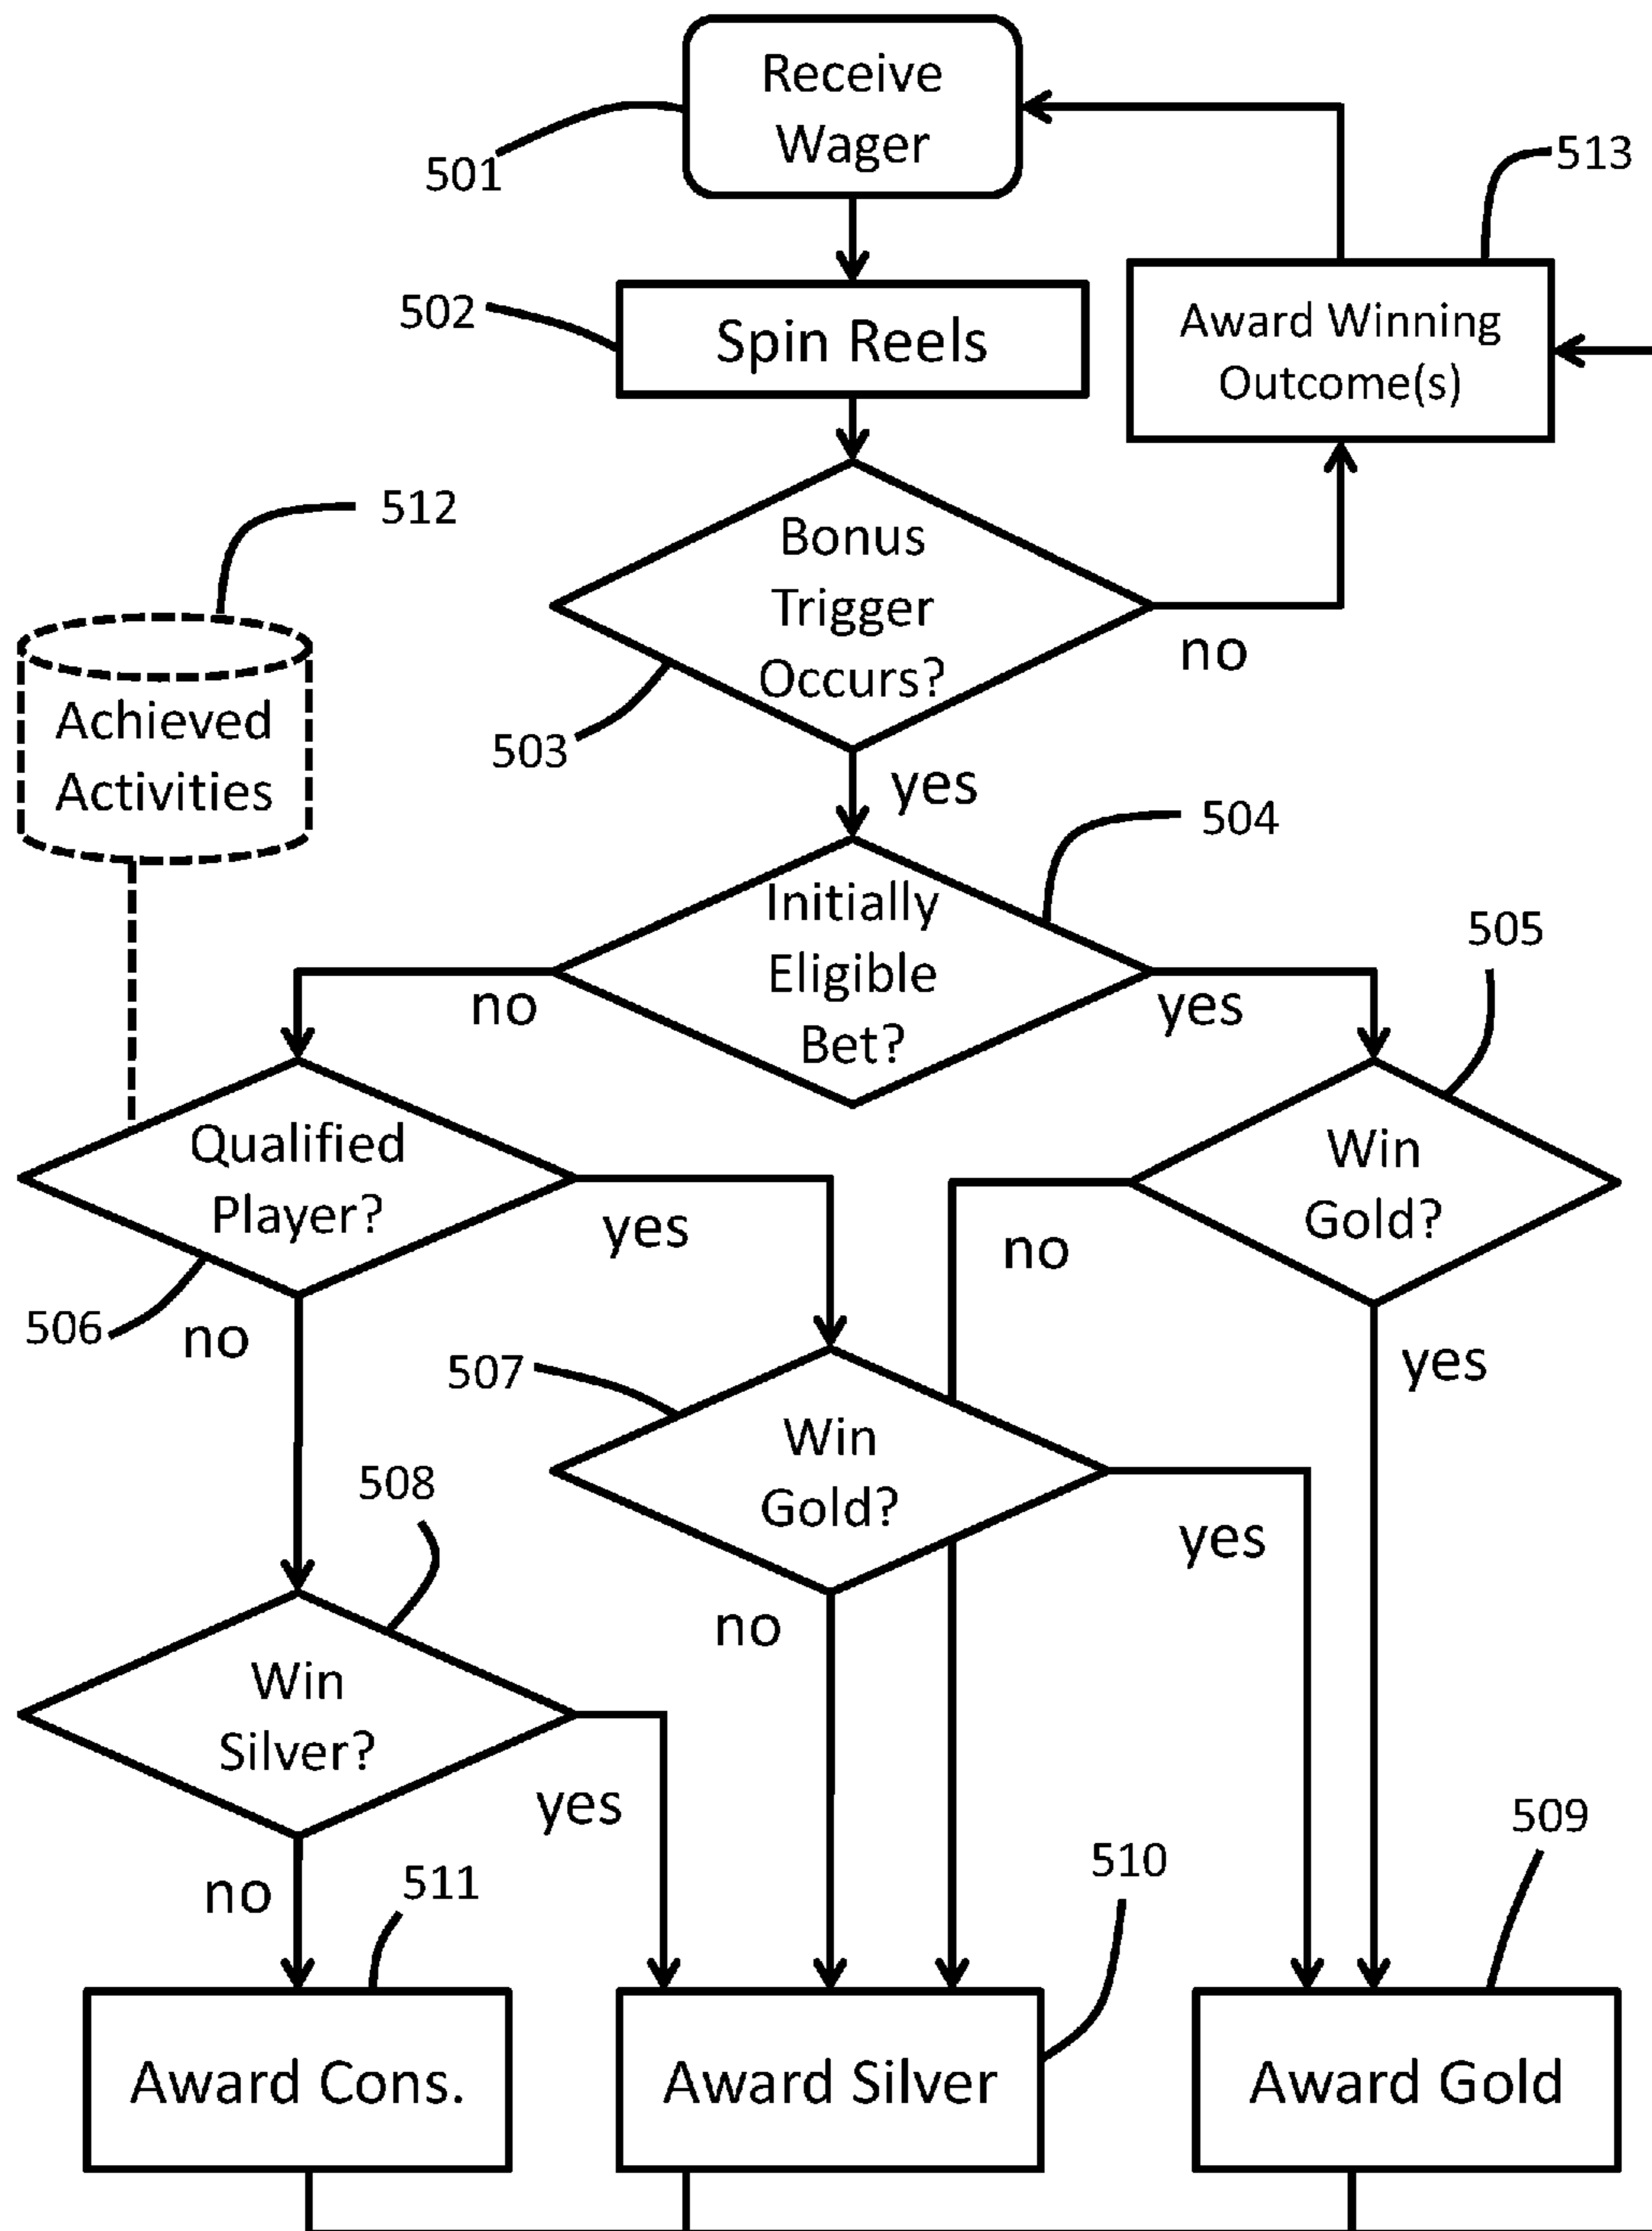 Receive
Wager
501
513
502
Spin Reels
Award Winning
Outcome(s)
512
Bonus
Trigger
Occurs?
no
503
Achieved
Activities
yes
504
Initially
Eligible
Bet?
505
no
yes
Qualified
Player?
yes
Win
Gold?
no
506
no
507
yes
Win
Gold?
508
yes
no
Win
Silver?
yes
509
510
no
511
Award Cons.
Award Silver
Award Gold